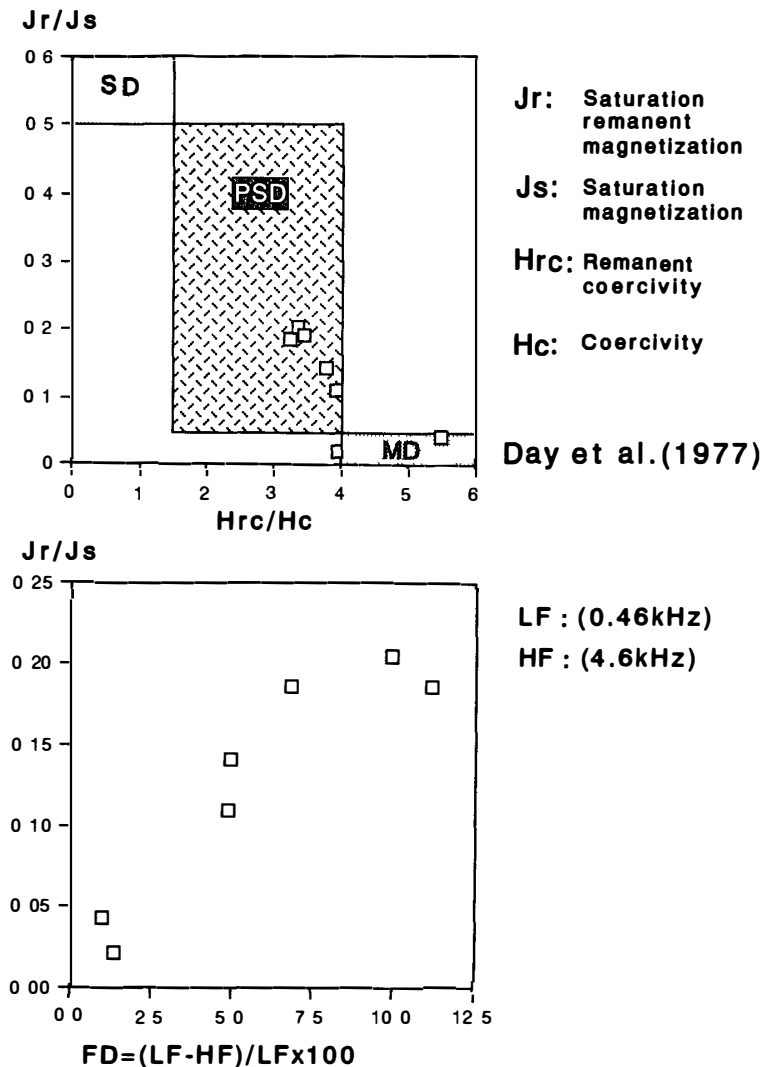 Jr/Js
0 6
SD
0 5
PSD
0 4
0 3
0 2
0 1
MD
0
0 1 2 3 4 5 6
Hrc/Hc
Jr: Saturation
remanent
magnetization
Js: Saturation
magnetization
Hrc: Remanent
coercivity
Hc: Coercivity
Day et al.(1977)
Jr/Js
0 25
0 20
0 15
0 10
0 05
0 00
0 0 2 5 5 0 7 5 10 0 12 5
FD=(LF-HF)/LFx100
LF : (0.46kHz)
HF : (4.6kHz)